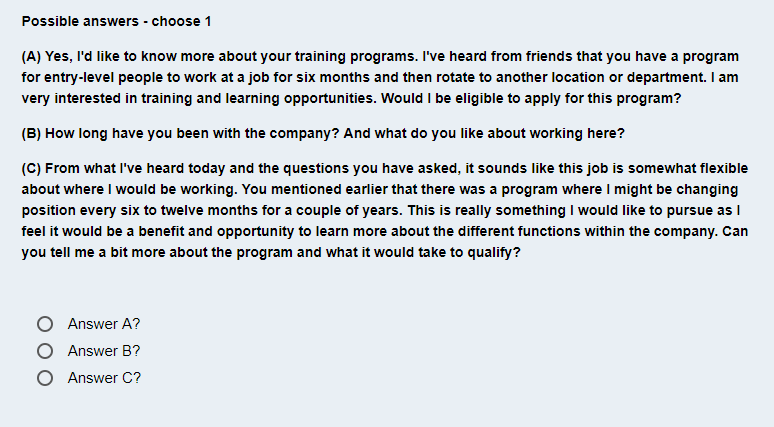 Possible answers - choose 1
(A) Yes, I'd like to know more about your training programs. I've heard from friends that you have a program
for entry-level people to work at a job for six months and then rotate to another location or department. I am
very interested in training and learning opportunities. Would I be eligible to apply for this program?
(B) How long have you been with the company? And what do you like about working here?
(C) From what I've heard today and the questions you have asked, it sounds like this job is somewhat flexible
about where I would be working. You mentioned earlier that there was a program where I might be changing
position every six to twelve months for a couple of years. This is really something I would like to pursue as I
feel it would be a benefit and opportunity to learn more about the different functions within the company. Can
you tell me a bit more about the program and what it would take to qualify?
Answer A?
Answer B?
Answer C?